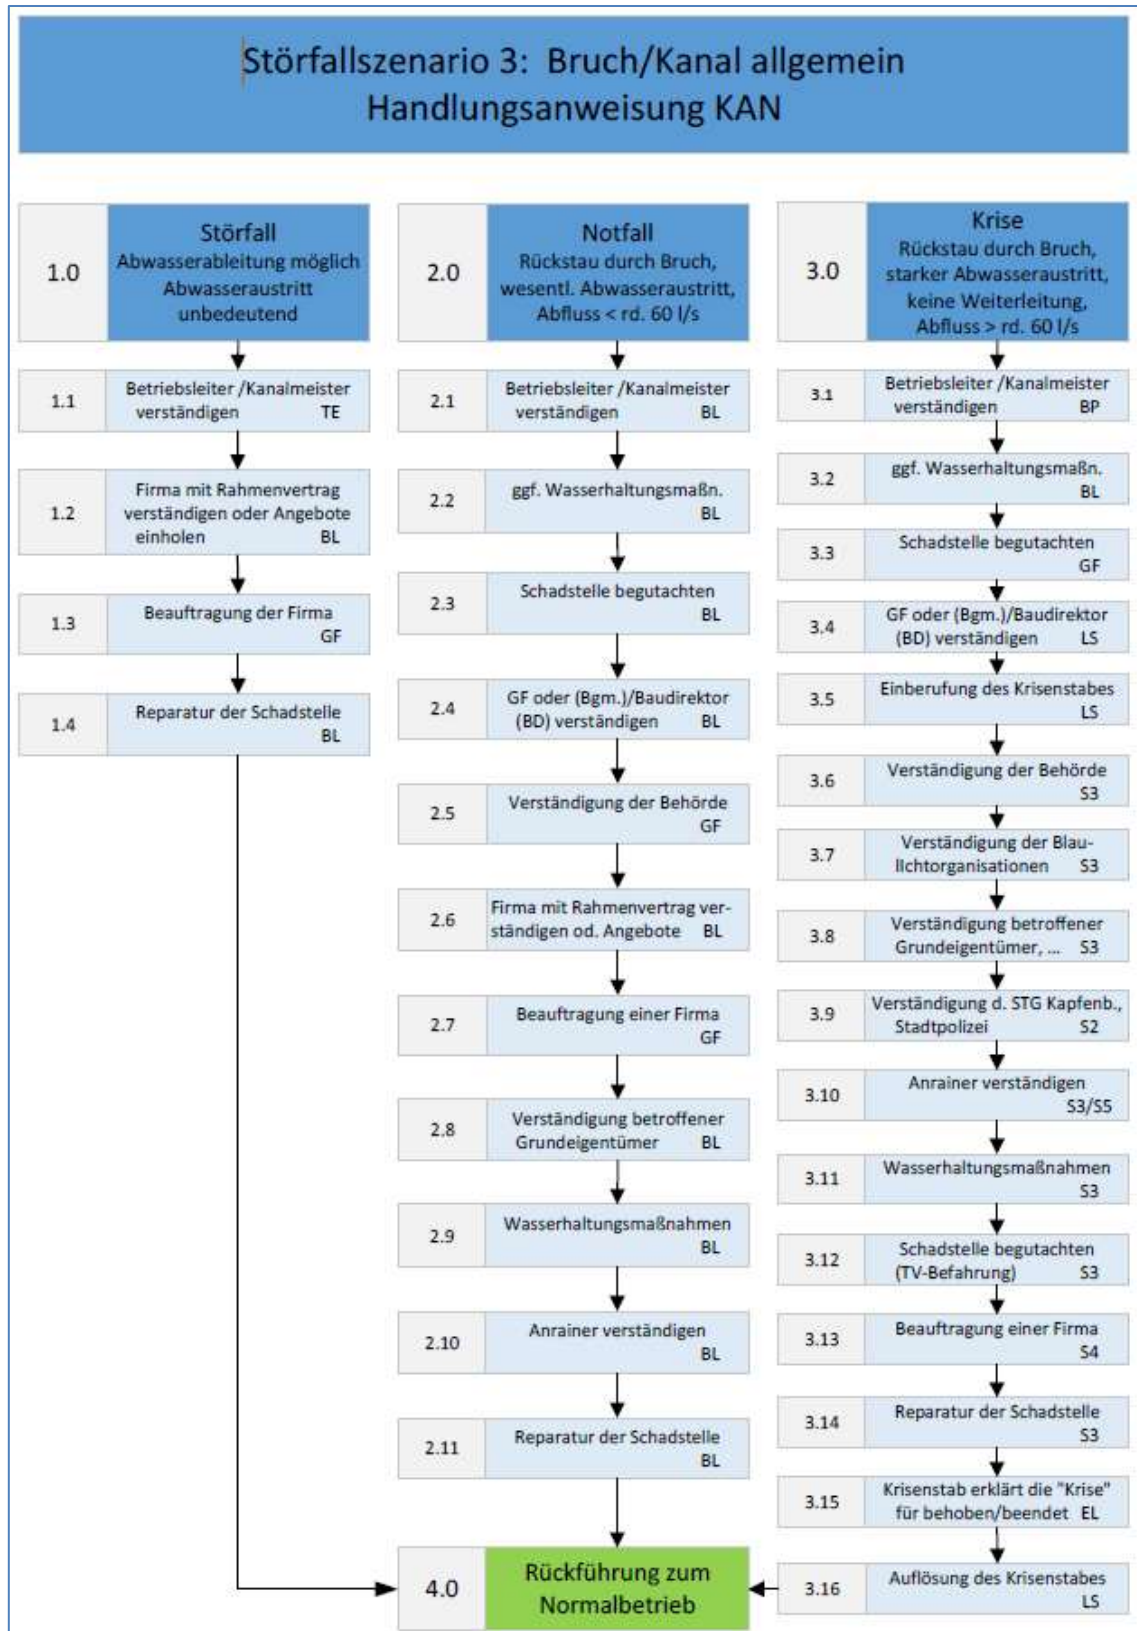 Störfallszenario 3: Bruch/Kanal allgemein
Handlungsanweisung KAN
1.0
Störfall
Abwasserableitung möglich
Abwasseraustritt
unbedeutend
1.1
Betriebsleiter /Kanalmeister
verständigen TE
1.2
Firma mit Rahmenvertrag
verständigen oder Angebote
einholen BL
1.3
Beauftragung der Firma
GF
1.4
Reparatur der Schadstelle
BL
2.0
Notfall
Rückstau durch Bruch,
wesentl. Abwasseraustritt,
Abfluss < rd. 60 l/s
2.1
Betriebsleiter /Kanalmeister
verständigen BL
2.2
ggf. Wasserhaltungsmaßn.
BL
2.3
Schadstelle begutachten
BL
2.4
GF oder (Bgm.)/Baudirektor
(BD) verständigen BL
2.5
Verständigung der Behörde
GF
2.6
Firma mit Rahmenvertrag ver-
ständigen od. Angebote BL
2.7
Beauftragung einer Firma
GF
2.8
Verständigung betroffener
Grundeigentümer BL
2.9
Wasserhaltungsmaßnahmen
BL
2.10
Anrainer verständigen
BL
2.11
Reparatur der Schadstelle
BL
3.0
Krise
Rückstau durch Bruch,
starker Abwasseraustritt,
keine Weiterleitung,
Abfluss > rd. 60 l/s
3.1
Betriebsleiter /Kanalmeister
verständigen BP
3.2
ggf. Wasserhaltungsmaßn.
BL
3.3
Schadstelle begutachten
GF
3.4
GF oder (Bgm.)/Baudirektor
(BD) verständigen LS
3.5
Einberufung des Krisenstabes
LS
3.6
Verständigung der Behörde
S3
3.7
Verständigung der Blau-
lichtorganisationen S3
3.8
Verständigung betroffener
Grundeigentümer, ... S3
3.9
Verständigung d. STG Kapfenb.,
Stadtpolizei S2
3.10
Anrainer verständigen
S3/S5
3.11
Wasserhaltungsmaßnahmen
S3
3.12
Schadstelle begutachten
(TV-Befahrung) S3
3.13
Beauftragung einer Firma
S4
3.14
Reparatur der Schadstelle
S3
3.15
Krisenstab erklärt die "Krise"
für behoben/beendet EL
3.16
Auflösung des Krisenstabes
LS
4.0
Rückführung zum
Normalbetrieb